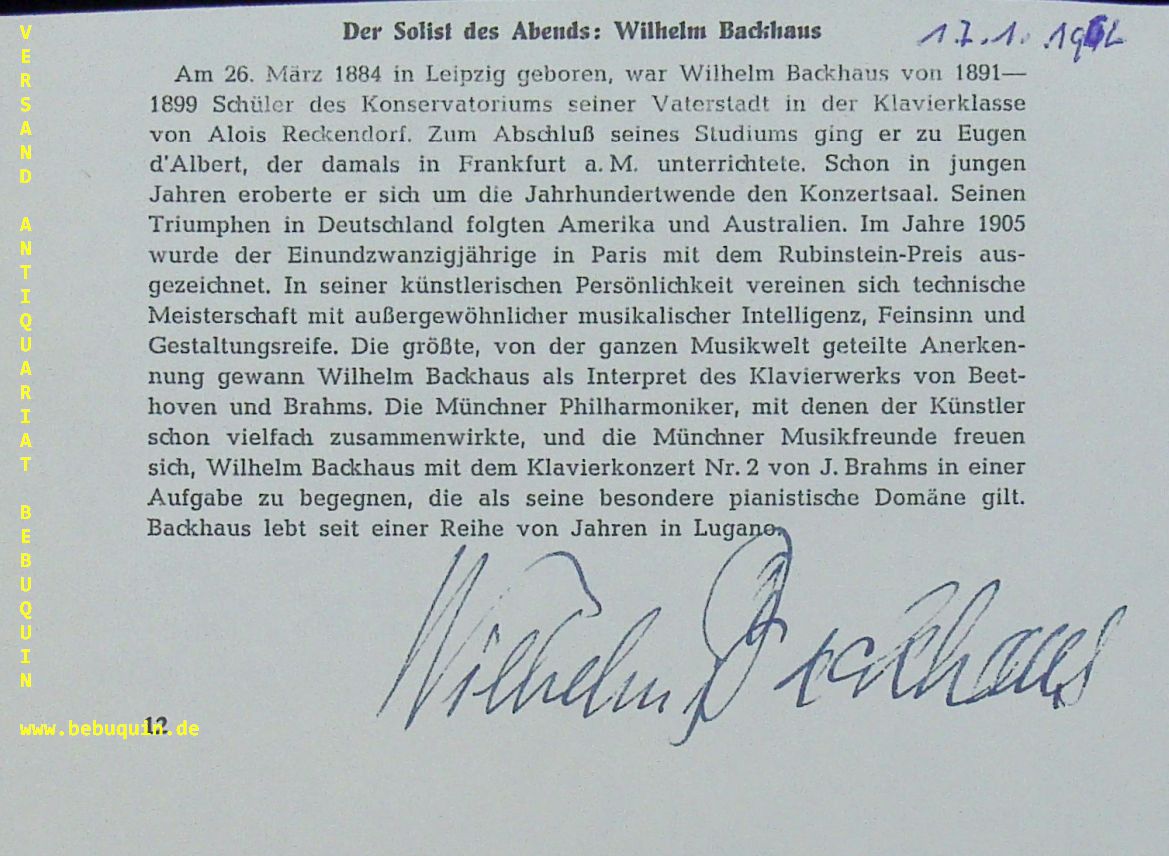 Der Solist des Abends: Wilhelm Backhaus
17.1.1962
Am 26. März 1884 in Leipzig geboren, war Wilhelm Backhaus von 1891—
1899 Schüler des Konservatoriums seiner Vaterstadt in der Klavierklasse
von Alois Reckendorf. Zum Abschluß seines Studiums ging er zu Eugen
d'Albert, der damals in Frankfurt a. M. unterrichtete. Schon in jungen
Jahren eroberte er sich um die Jahrhundertwende den Konzertsaal. Seinen
Triumphen in Deutschland folgten Amerika und Australien. Im Jahre 1905
wurde der Einundzwanzigjährige in Paris mit dem Rubinstein-Preis aus-
gezeichnet. In seiner künstlerischen Persönlichkeit vereinen sich technische
Meisterschaft mit außergewöhnlicher musikalischer Intelligenz, Feinsinn und
Gestaltungsreife. Die größte, von der ganzen Musikwelt geteilte Anerken-
nung gewann Wilhelm Backhaus als Interpret des Klavierwerks von Beet-
hoven und Brahms. Die Münchner Philharmoniker, mit denen der Künstler
schon vielfach zusammenwirkte, und die Münchner Musikfreunde freuen
sich, Wilhelm Backhaus mit dem Klavierkonzert Nr. 2 von J. Brahms in einer
Aufgabe zu begegnen, die als seine besondere pianistische Domäne gilt.
Backhaus lebt seit einer Reihe von Jahren in Lugano.
Wilhelm Backhaus
12
VERSAND ANTIQUARIAT BEBUQUIN
www.bebuquin.de